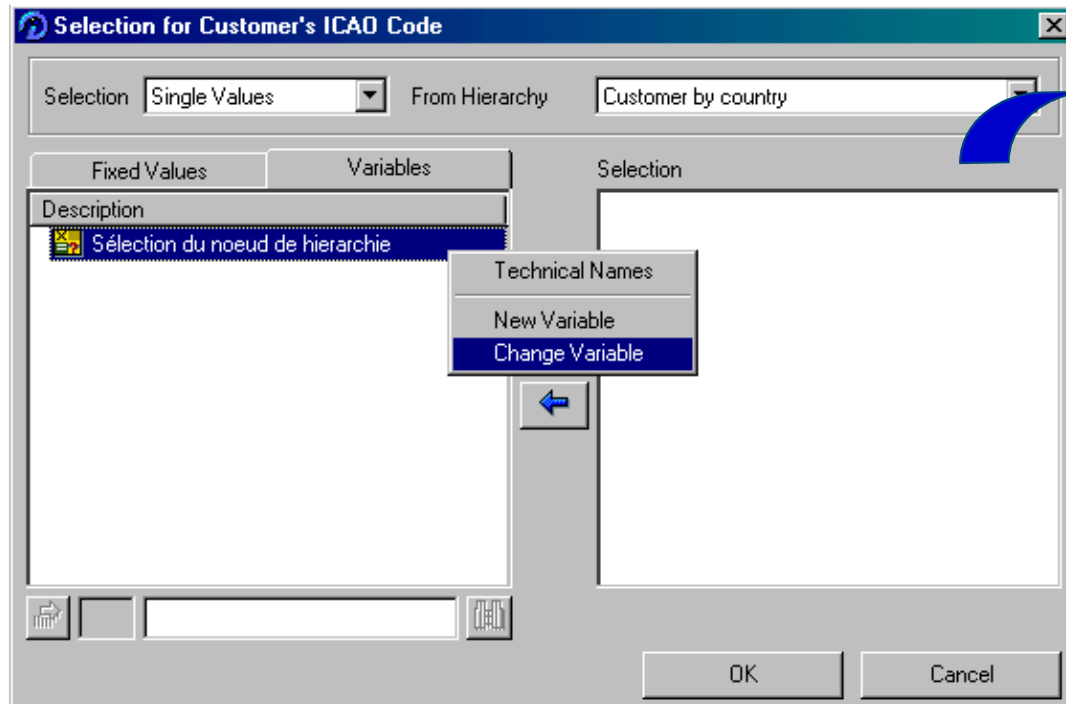 Selection for Customer's ICAO Code
Selection Single Values From Hierarchy Customer by country
Fixed Values Variables Selection
Description
Sélection du noeud de hierarchie
Technical Names
New Variable
Change Variable
OK Cancel